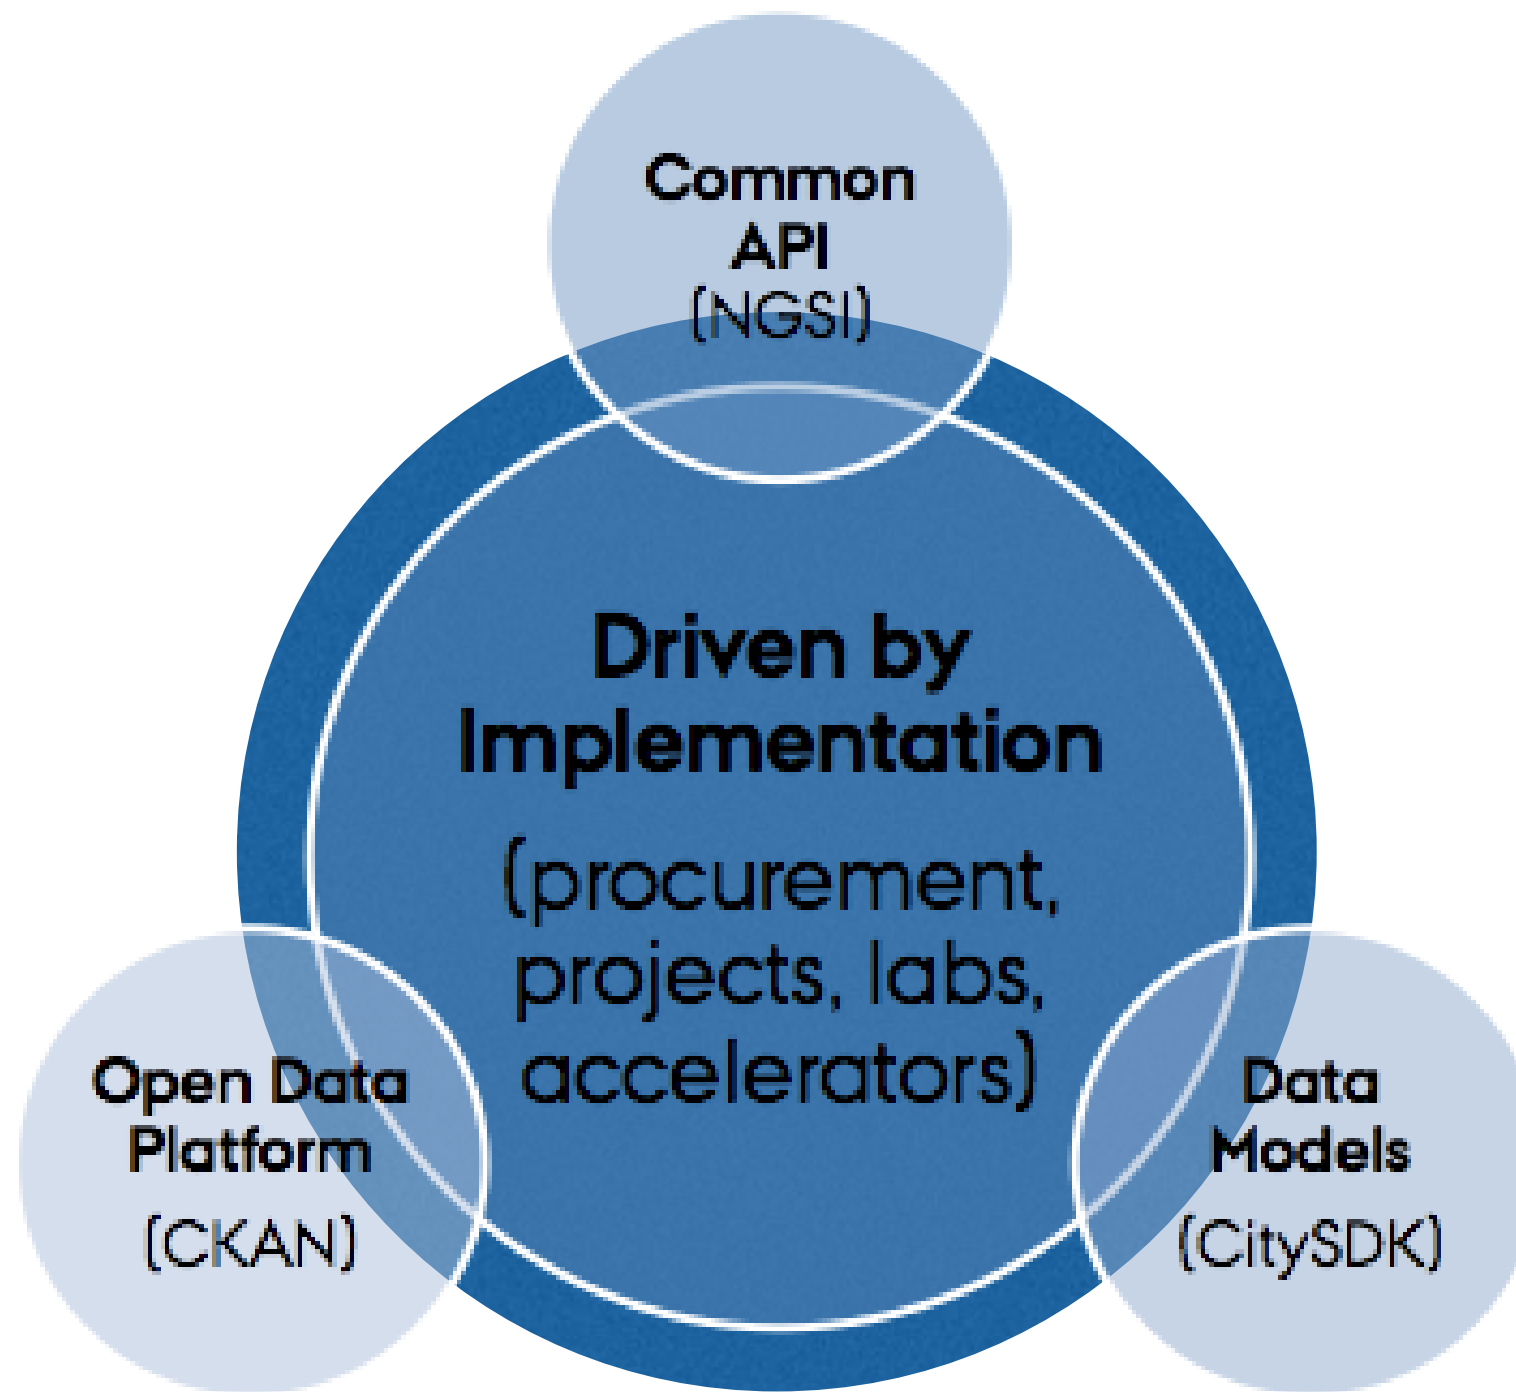 Common
API
(NGSI)
Driven by
Implementation
(procurement,
projects, labs,
accelerators)
Open Data
Platform
(CKAN)
Data
Models
(CitySDK)